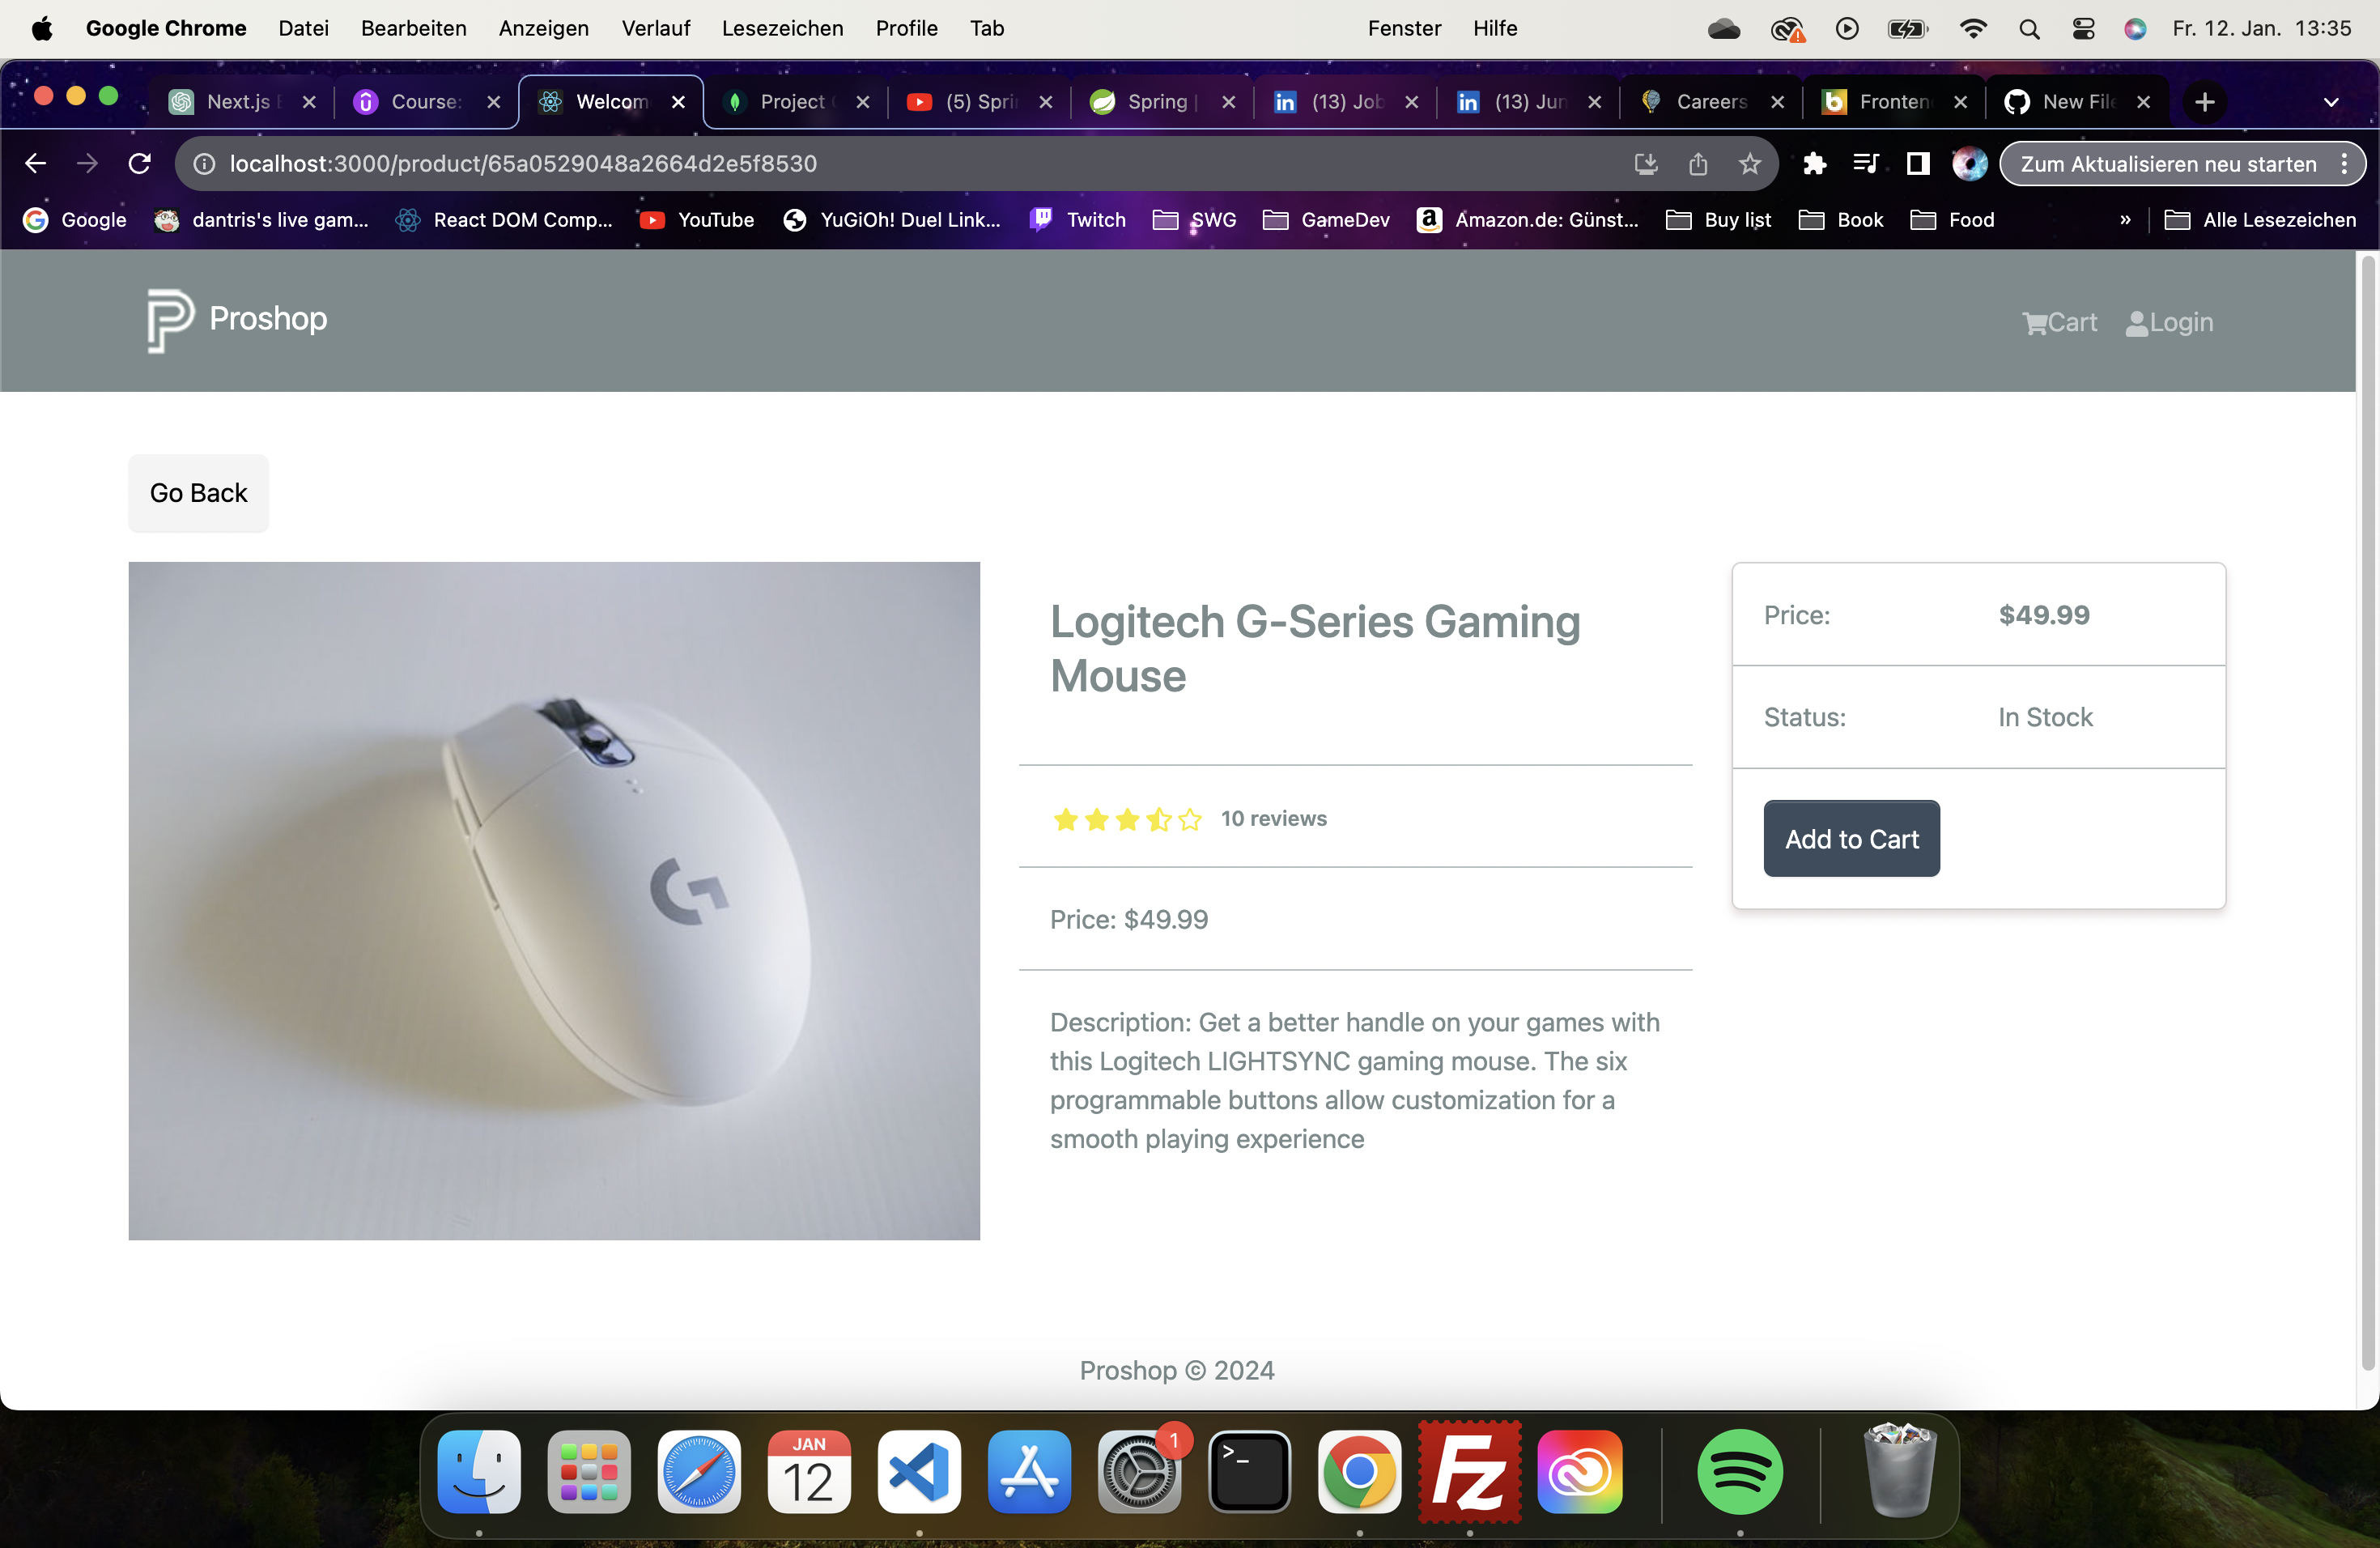 Google Chrome Datei Bearbeiten Anzeigen Verlauf Lesezeichen Profile Tab Fenster Hilfe Fr. 12. Jan. 13:35
Next.js Course: Welcom Project (5) Spri Spring (13) Job (13) Jun Careers Fronten New File
localhost:3000/product/65a0529048a2664d2e5f8530 Zum Aktualisieren neu starten
Google dantris's live gam... React DOM Comp... YouTube YuGiOh! Duel Link... Twitch SWG GameDev Amazon.de: Günst... Buy list Book Food » Alle Lesezeichen
Proshop Cart Login
Go Back
Logitech G-Series Gaming
Mouse
10 reviews
Price: $49.99
Description: Get a better handle on your games with
this Logitech LIGHTSYNC gaming mouse. The six
programmable buttons allow customization for a
smooth playing experience
Price: $49.99
Status: In Stock
Add to Cart
Proshop © 2024
JAN
12
1
>_
Fz